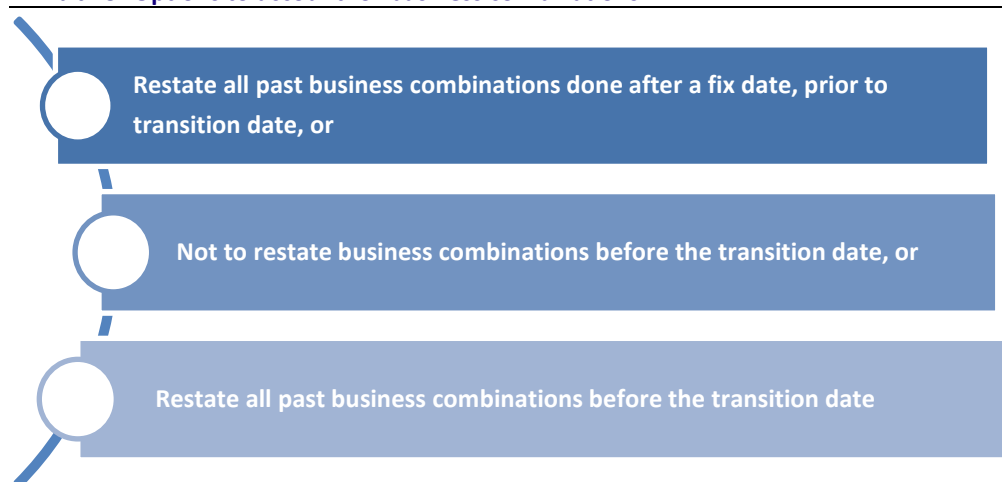 Restate all past business combinations done after a fix date, prior to
transition date, or
Not to restate business combinations before the transition date, or
Restate all past business combinations before the transition date